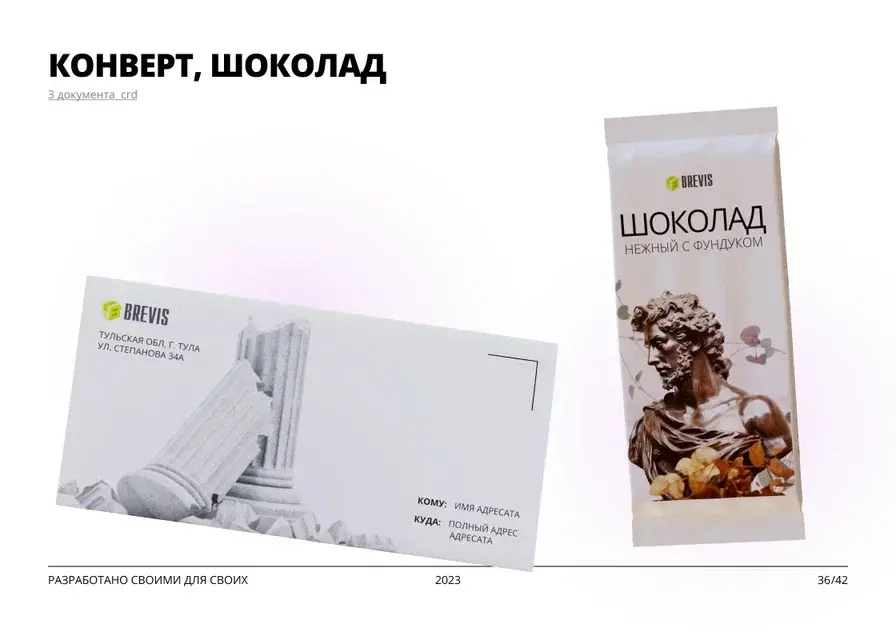 КОНВЕРТ, ШОКОЛАД
3 документа crd
BREVIS
ТУЛЬСКАЯ ОБЛ, Г. ТУЛА
УЛ. СТЕПАНОВА 34А
КОМУ: ИМЯ АДРЕСАТА
КУДА: ПОЛНЫЙ АДРЕС
АДРЕСАТА
BREVIS
ШОКОЛАД
НЕЖНЫЙ С ФУНДУКОМ
РАЗРАБОТАНО СВОИМИ ДЛЯ СВОИХ
2023
36/42